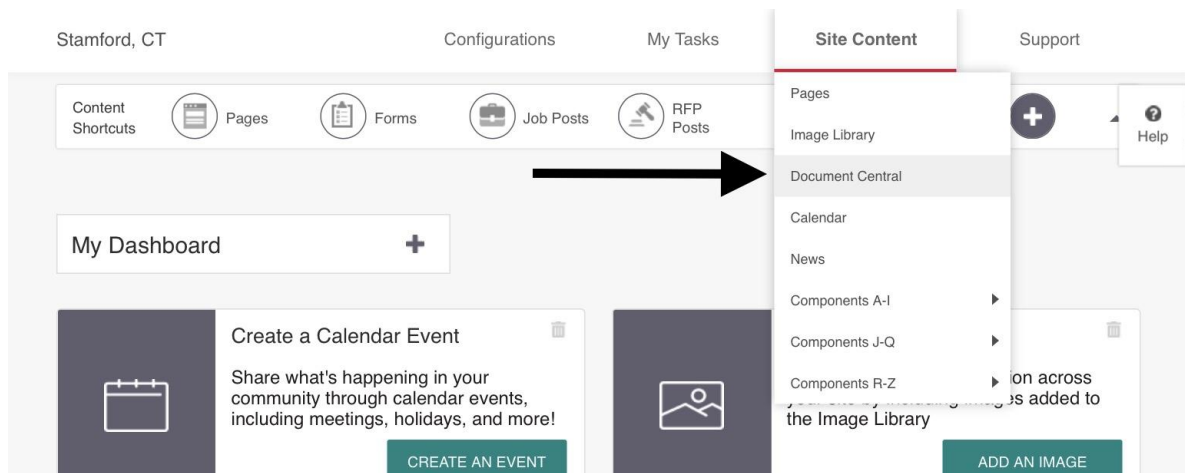 Stamford, CT
Configurations
My Tasks
Site Content
Support
Content
Shortcuts
Pages
Forms
Job Posts
RFP
Posts
Help
Pages
Image Library
Document Central
Calendar
News
Components A-I
Components J-Q
Components R-Z
My Dashboard
Create a Calendar Event
Share what's happening in your
community through calendar events,
including meetings, holidays, and more!
CREATE AN EVENT
across
images added to
the Image Library
ADD AN IMAGE